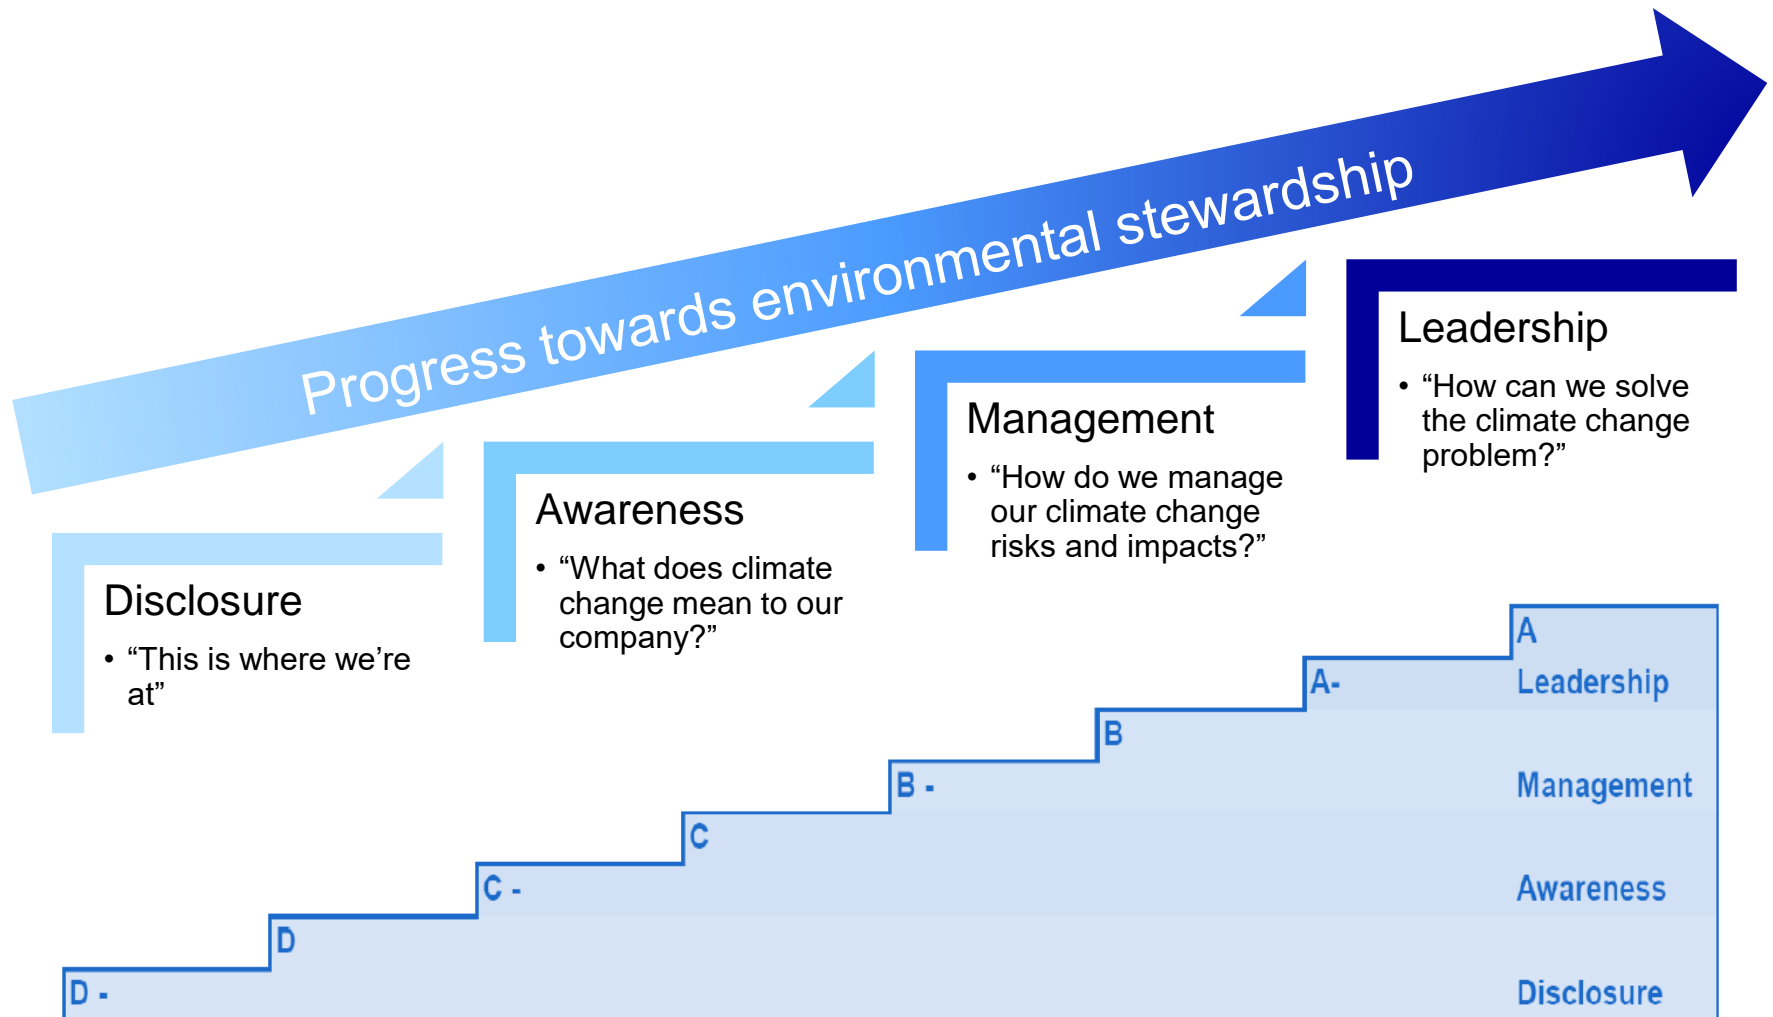 Progress towards environmental stewardship
Disclosure
• “This is where we’re
at”
Awareness
• “What does climate
change mean to our
company?”
Management
• “How do we manage
our climate change
risks and impacts?”
Leadership
• “How can we solve
the climate change
problem?”
A
A-
Leadership
B
B -
Management
C
C -
Awareness
D
D -
Disclosure